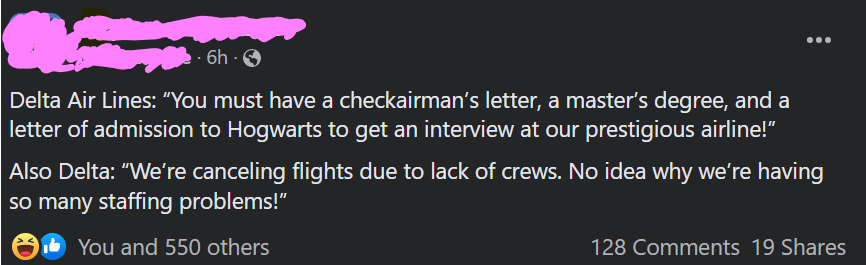 · 6h ·
Delta Air Lines: “You must have a checkairman’s letter, a master’s degree, and a
letter of admission to Hogwarts to get an interview at our prestigious airline!”
Also Delta: “We’re canceling flights due to lack of crews. No idea why we’re having
so many staffing problems!”
You and 550 others 128 Comments 19 Shares